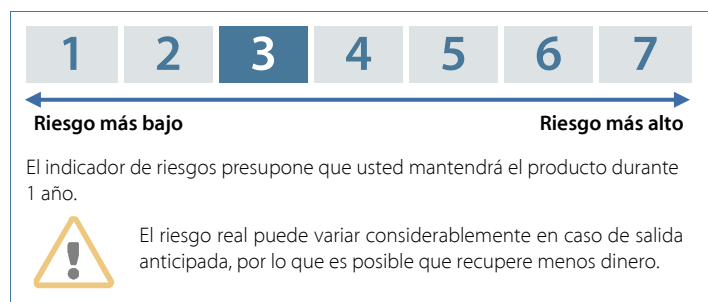 1 2 3 4 5 6 7
Riesgo más bajo Riesgo más alto
El indicador de riesgos presupone que usted mantendrá el producto durante
1 año.
El riesgo real puede variar considerablemente en caso de salida
anticipada, por lo que es posible que recupere menos dinero.